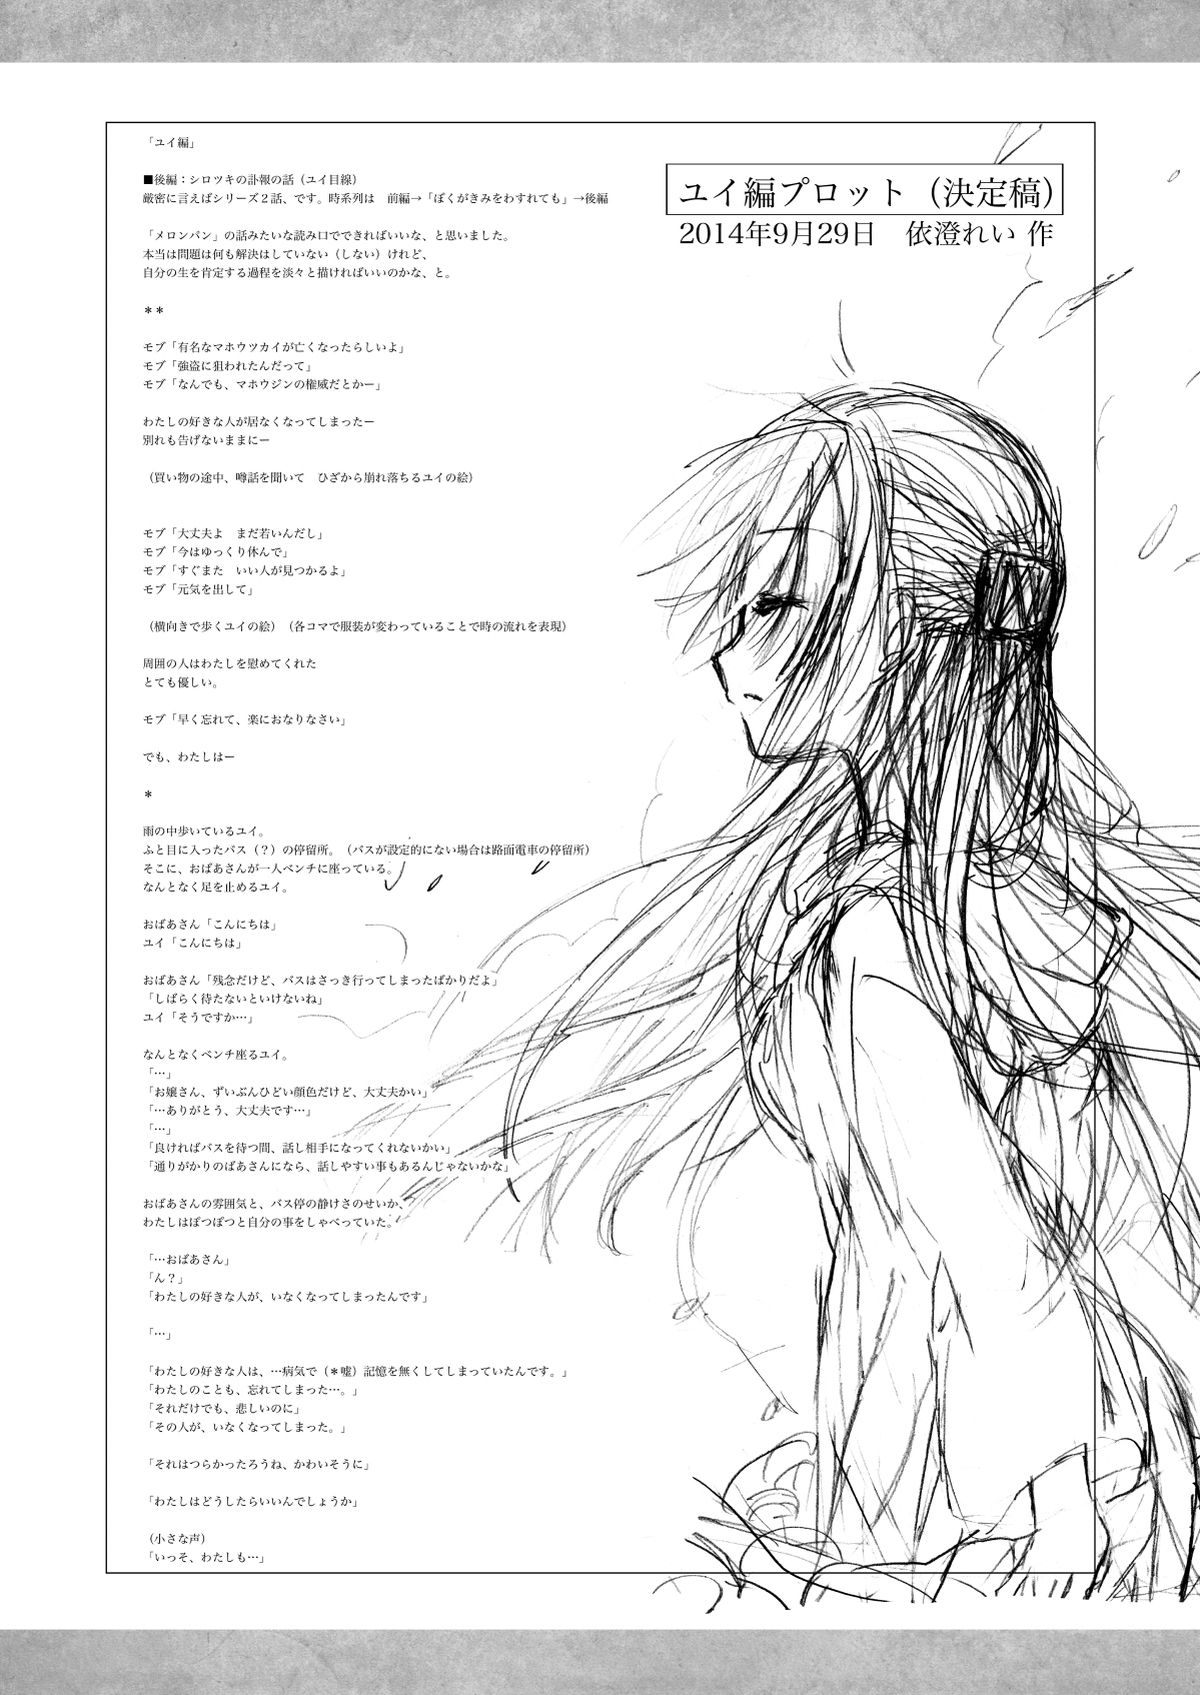 ユイ編プロット（決定稿）
2014年9月29日　依澄れい 作
「ユイ編」
■後編：シロツキの訃報の話（ユイ目線）
厳密に言えばシリーズ２話、です。時系列は　前編→「ぼくがきみをわすれても」→後編
「メロンパン」の話みたいな読み口でできればいいな、と思いました。
本当は問題は何も解決はしていない（しない）けれど、
自分の生を肯定する過程を淡々と描ければいいのかな、と。
＊＊
モブ「有名なマホウツカイが亡くなったらしいよ」
モブ「強盗に狙われたんだって」
モブ「なんでも、マホウジンの権威だとかー」
わたしの好きな人が居なくなってしまったー
別れも告げないままにー
（買い物の途中、噂話を聞いて　ひざから崩れ落ちるユイの絵）
モブ「大丈夫よ　まだ若いんだし」
モブ「今はゆっくり休んで」
モブ「すぐまた　いい人が見つかるよ」
モブ「元気を出して」
（横向きで歩くユイの絵）（各コマで服装が変わっていることで時の流れを表現）
周囲の人はわたしを慰めてくれた
とても優しい。
モブ「早く忘れて、楽におなりなさい」
でも、わたしはー
＊
雨の中歩いているユイ。
ふと目に入ったバス（？）の停留所。（バスが設定的にない場合は路面電車の停留所）
そこに、おばあさんが一人ベンチに座っている。
なんとなく足を止めるユイ。
おばあさん「こんにちは」
ユイ「こんにちは」
おばあさん「残念だけど、バスはさっき行ってしまったばかりだよ」
「しばらく待たないといけないね」
ユイ「そうですか…」
なんとなくベンチ座るユイ。
「…」
「お嬢さん、ずいぶんひどい顔色だけど、大丈夫かい」
「…ありがとう、大丈夫です…」
「…」
「良ければバスを待つ間、話し相手になってくれないかい」
「通りがかりのばあさんになら、話しやすい事もあるんじゃないかな」
おばあさんの雰囲気と、バス停の静けさのせいか、
わたしはぽつぽつと自分の事をしゃべっていた。
「…おばあさん」
「ん？」
「わたしの好きな人が、いなくなってしまったんです」
「…」
「わたしの好きな人は、…病気で（＊嘘）記憶を無くしてしまっていたんです。」
「わたしのことも、忘れてしまった…。」
「それだけでも、悲しいのに」
「その人が、いなくなってしまった。」
「それはつらかったろうね、かわいそうに」
「わたしはどうしたらいいんでしょうか」
（小さな声）
「いっそ、わたしも…」